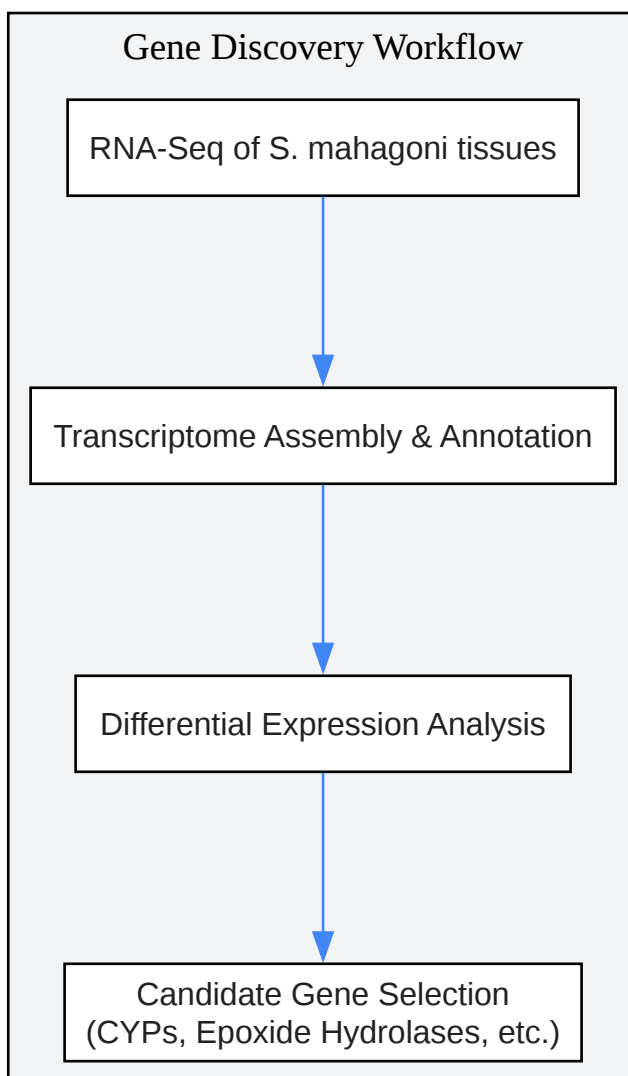 Gene Discovery Workflow
RNA-Seq of S. mahagoni tissues
Transcriptome Assembly & Annotation
Differential Expression Analysis
Candidate Gene Selection
(CYPs, Epoxide Hydrolases, etc.)